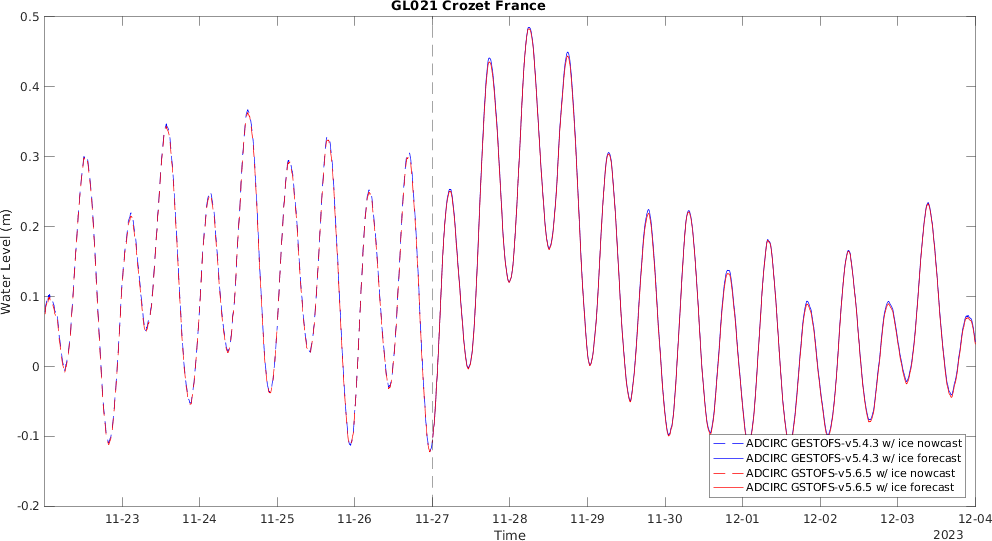 GL021 Crozet France
0.5
0.4
0.3
0.2
0.1
0
-0.1
-0.2
Water Level (m)
ADCIRC GESTOFS-v5.4.3 w/ ice nowcast
ADCIRC GESTOFS-v5.4.3 w/ ice forecast
ADCIRC GSTOFS-v5.6.5 w/ ice nowcast
ADCIRC GSTOFS-v5.6.5 w/ ice forecast
11-23 11-24 11-25 11-26 11-27 11-28 11-29 11-30 12-01 12-02 12-03 12-04
Time
2023